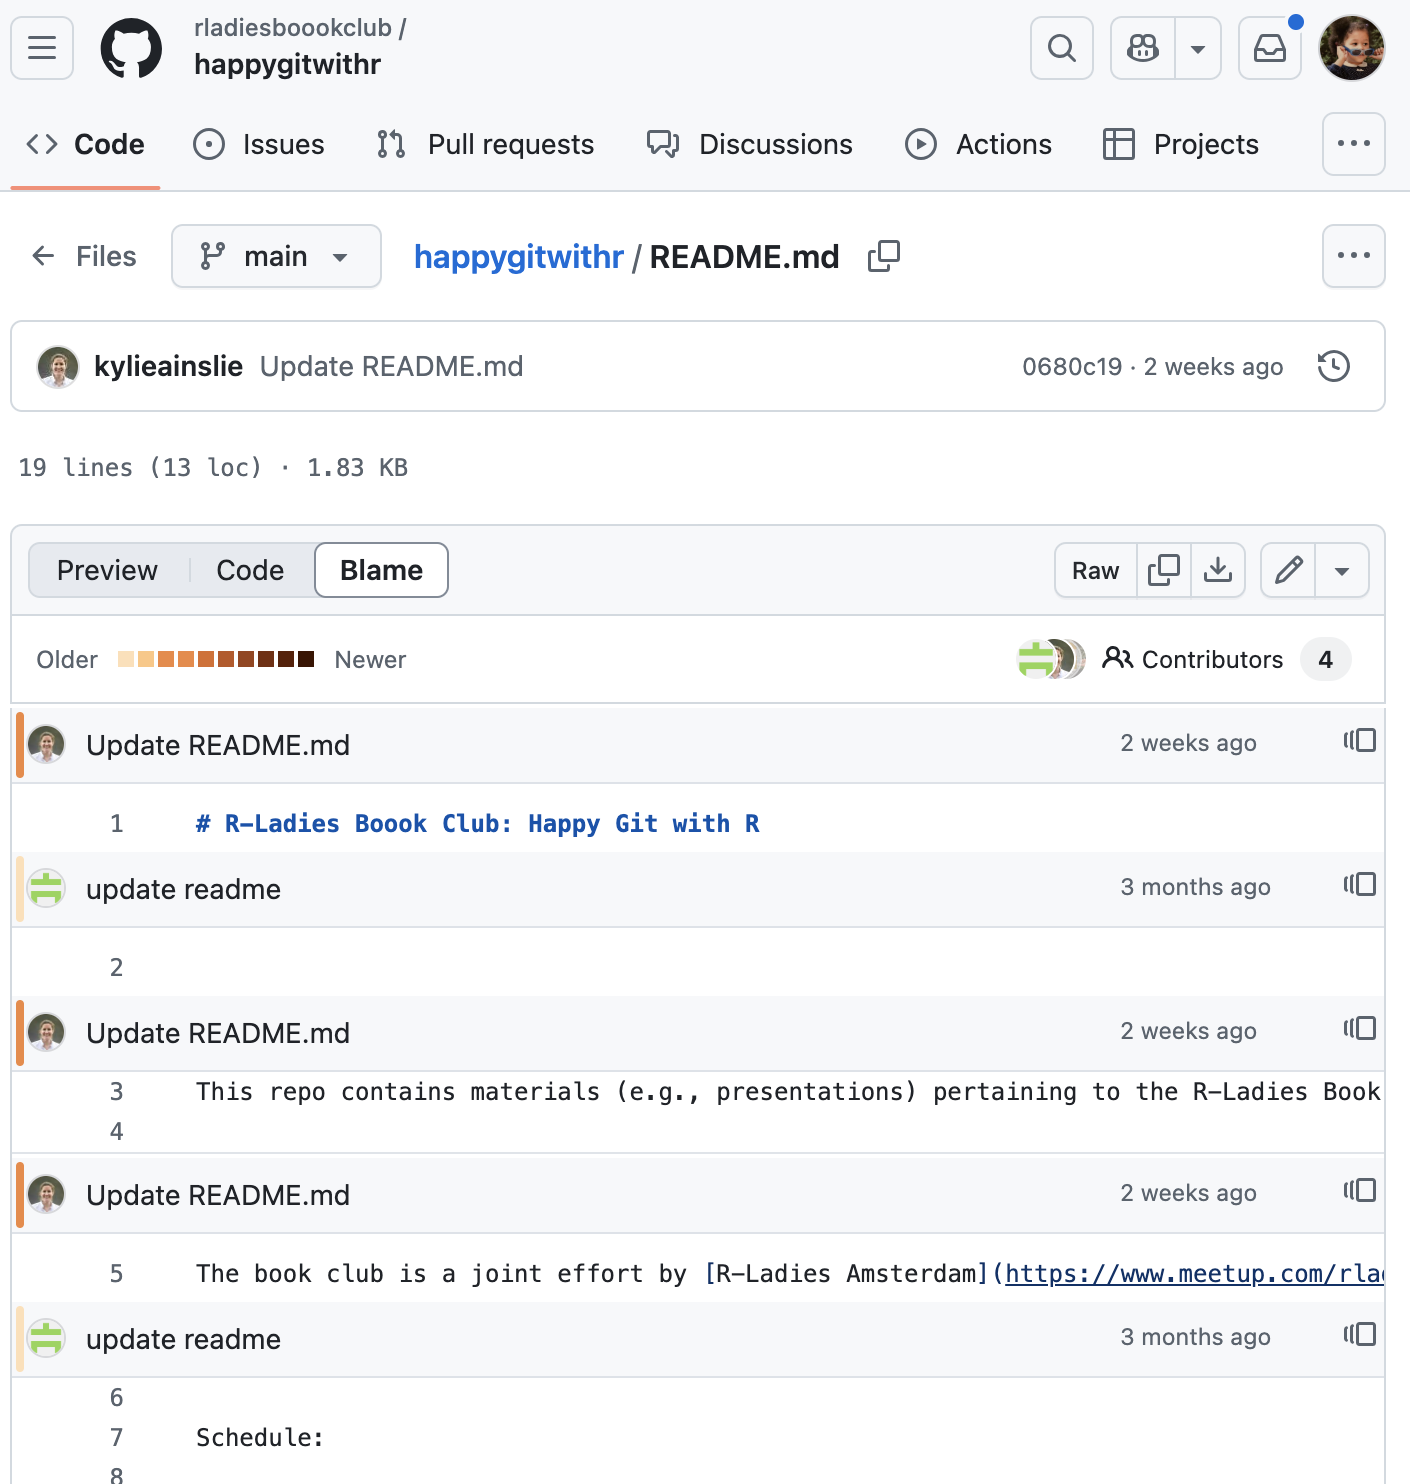 rladiesboookclub /
happygitwithr
Code Issues Pull requests Discussions Actions Projects
Files main happygitwithr / README.md
kylieainslie Update README.md 0680c19 · 2 weeks ago
19 lines (13 loc) · 1.83 KB
Preview Code Blame Raw
Older Newer Contributors 4
Update README.md 2 weeks ago
1 # R-Ladies Boook Club: Happy Git with R
update readme 3 months ago
2
Update README.md 2 weeks ago
3 This repo contains materials (e.g., presentations) pertaining to the R-Ladies Book
4
Update README.md 2 weeks ago
5 The book club is a joint effort by [R-Ladies Amsterdam](https://www.meetup.com/rlad
update readme 3 months ago
6
7 Schedule:
8